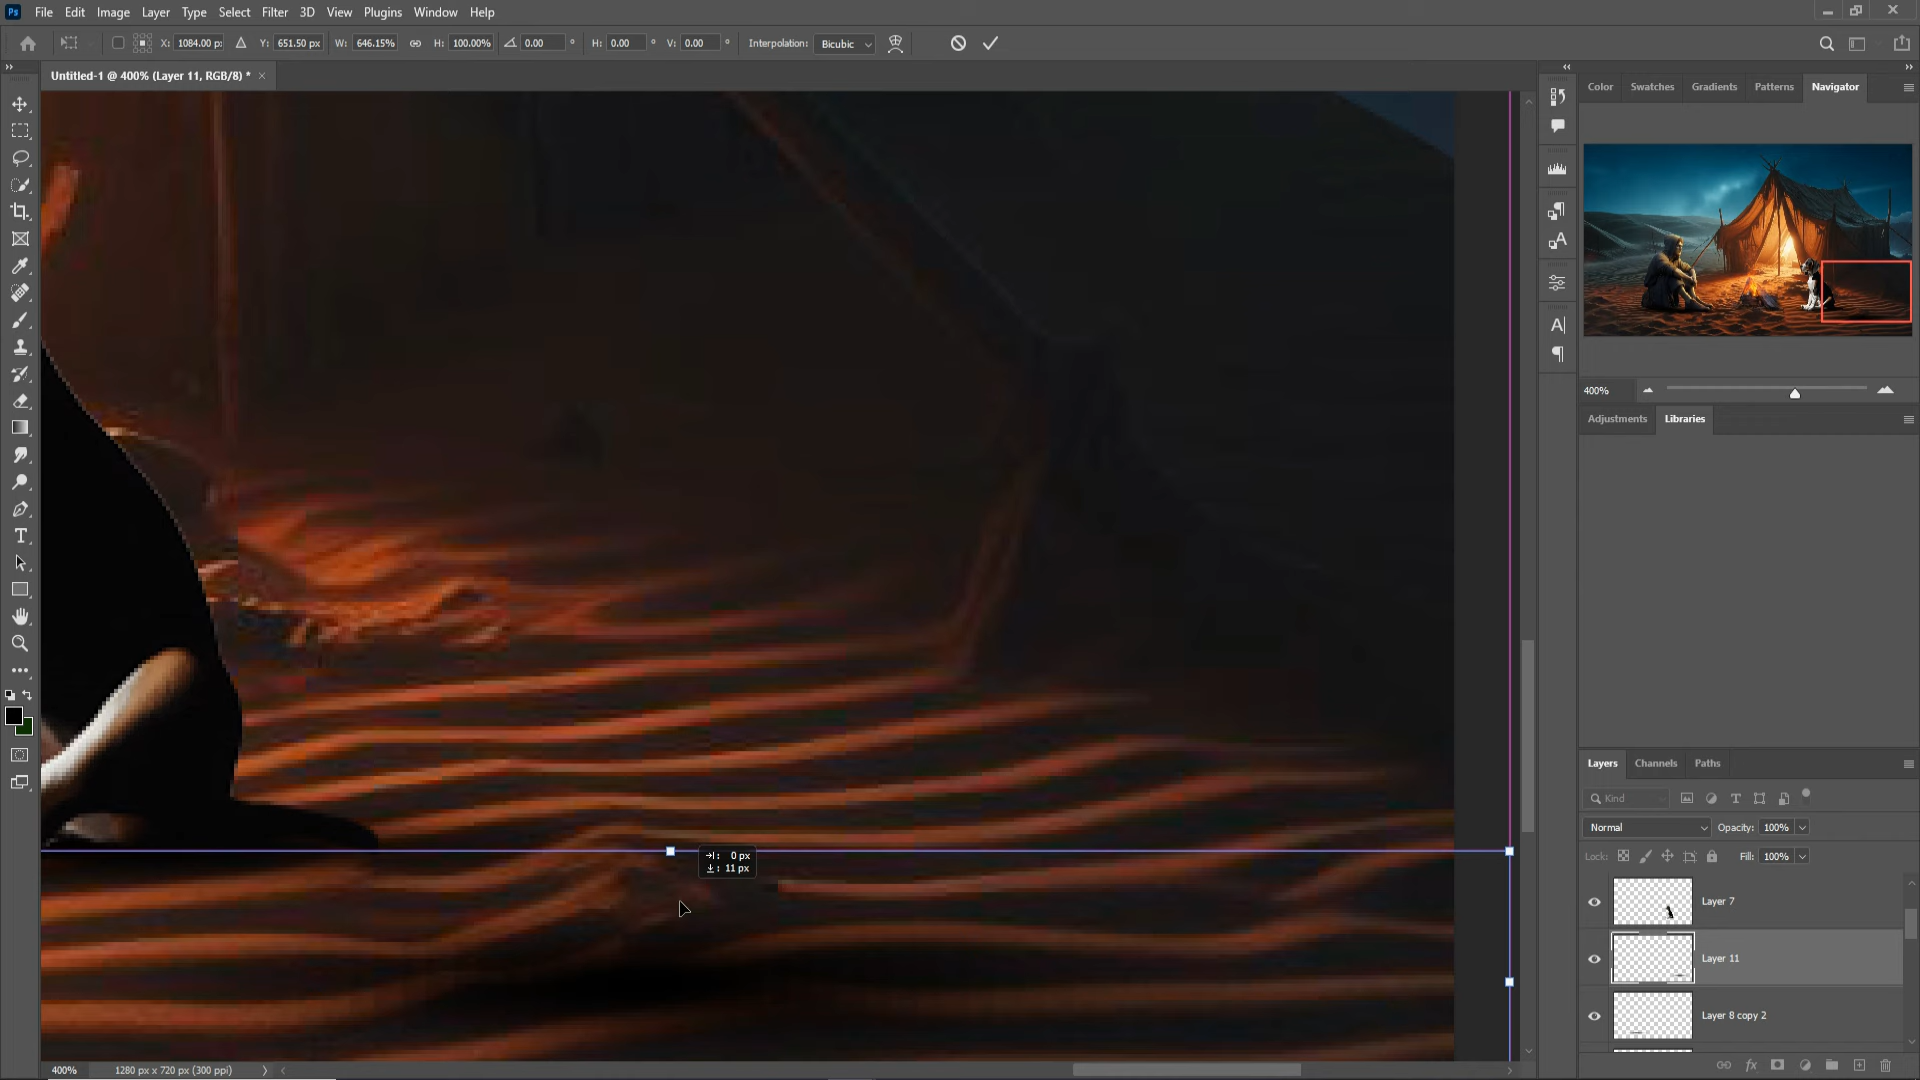 Ps File Edit Image Layer Type Select Filter 3D View Plugins Window Help
X: 1084.00 px Y: 651.50 px W: 646.15% H: 100.00% 0.00 ° H: 0.00 ° V: 0.00 ° Interpolation: Bicubic
Untitled-1 @ 400% (Layer 11, RGB/8) * ×
Color Swatches Gradients Patterns Navigator
400%
Adjustments Libraries
→I: 0 px
11 px
Layers Channels Paths
Kind
Normal Opacity: 100%
Lock: Fill: 100%
Layer 7
Layer 11
Layer 8 copy 2
400% 1280 px x 720 px (300 ppi)